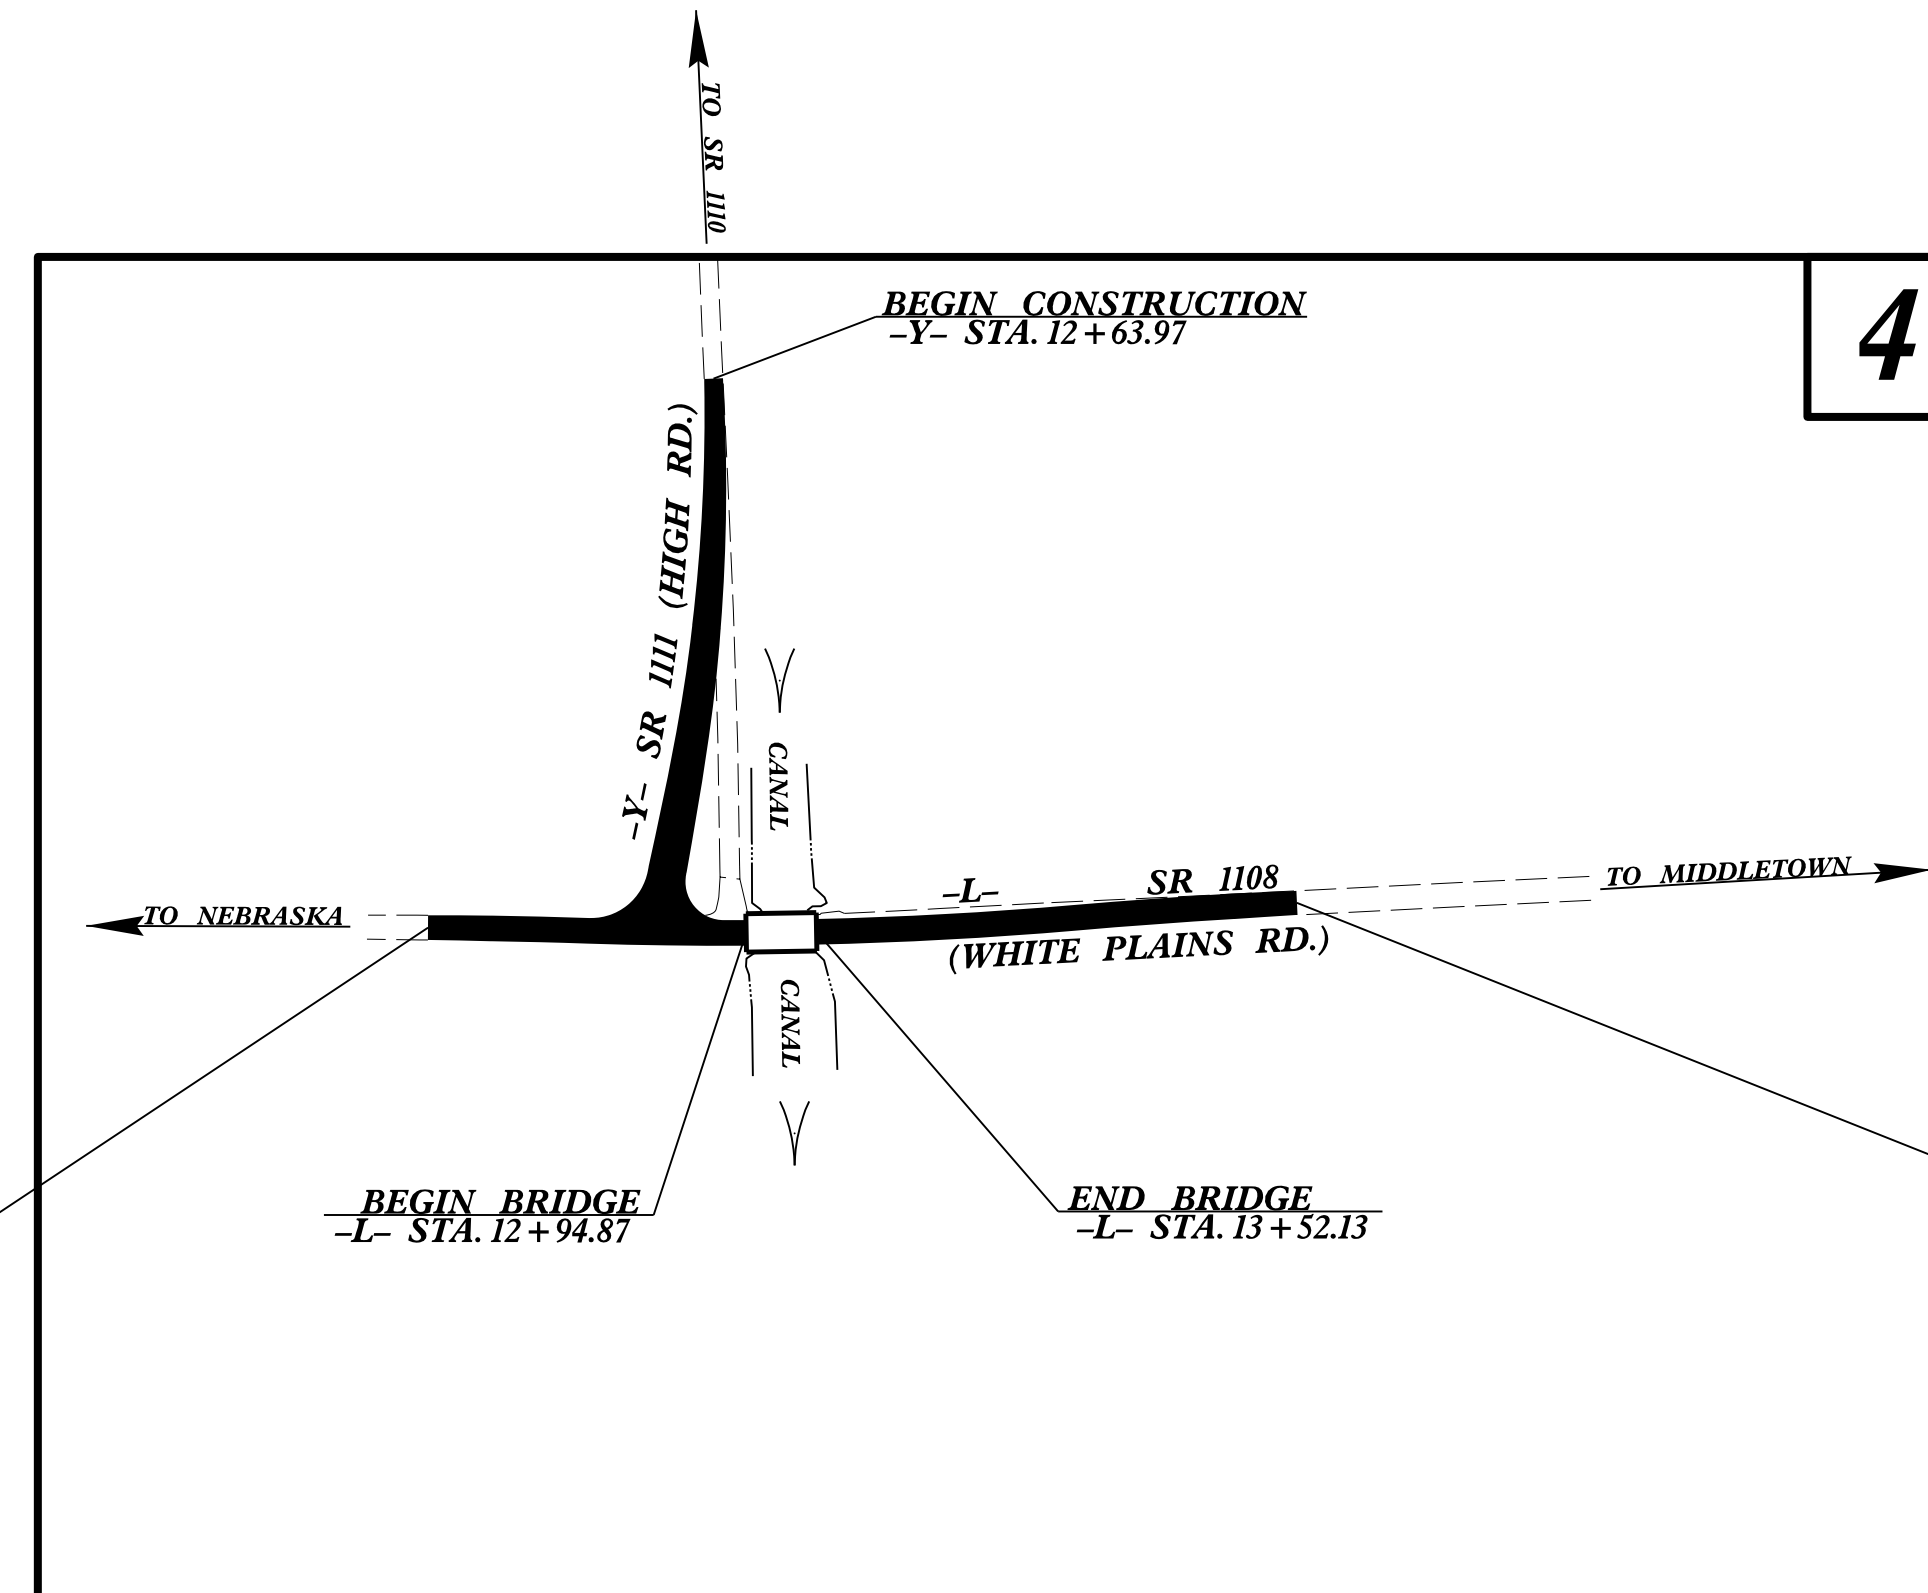 TO SR 1110
BEGIN CONSTRUCTION
–Y– STA. 12+63.97
4
–Y– SR 1111 (HIGH RD.)
CANAL
TO NEBRASKA
–L– SR 1108
TO MIDDLETOWN
(WHITE PLAINS RD.)
CANAL
BEGIN BRIDGE
–L– STA. 12+94.87
END BRIDGE
–L– STA. 13+52.13